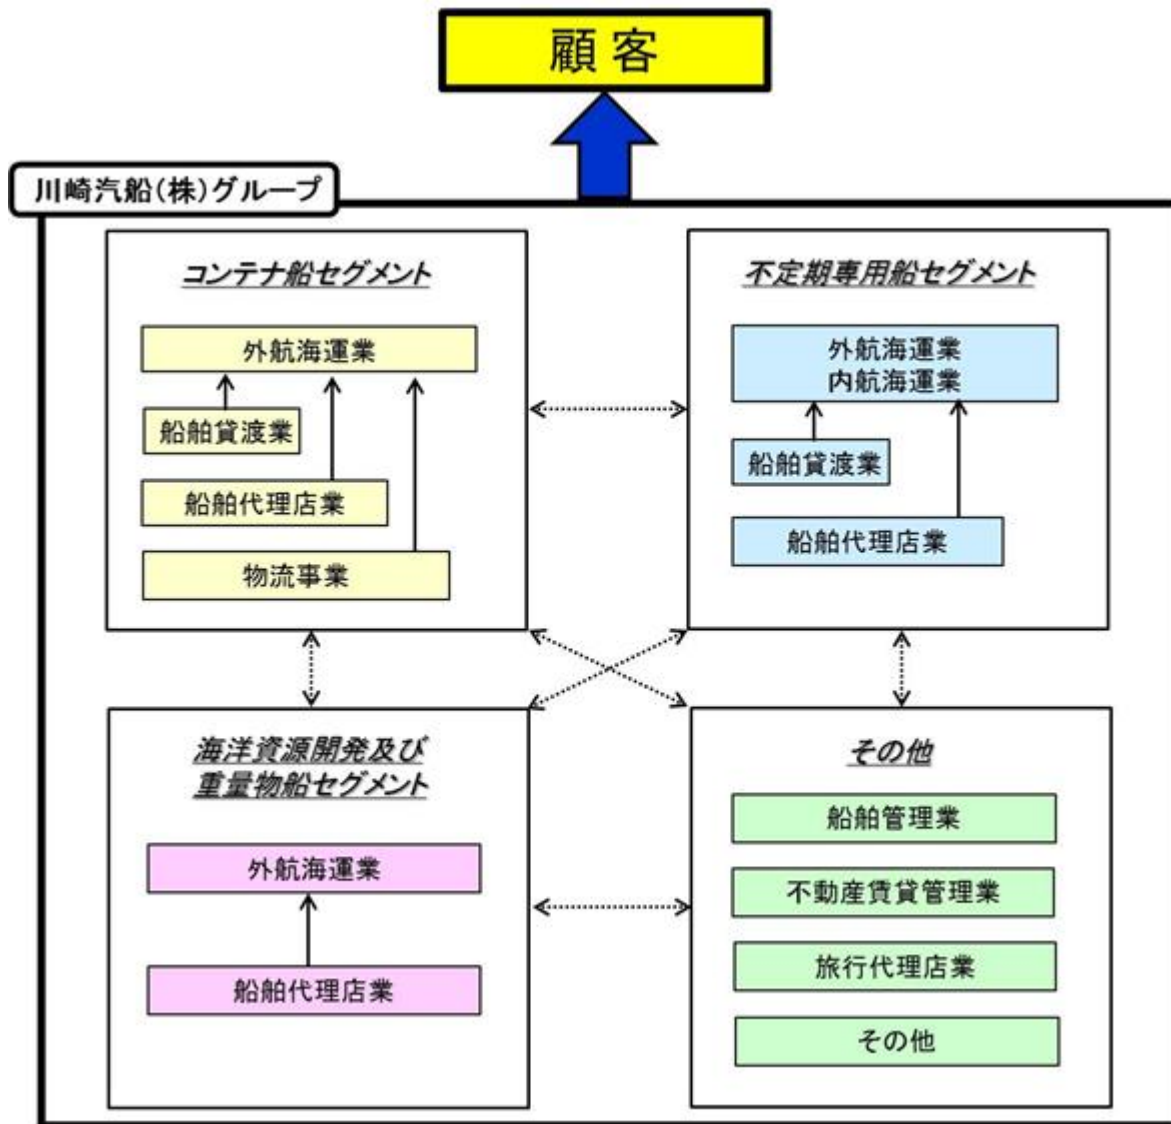 顧客
川崎汽船(株)グループ
コンテナ船セグメント
外航海運業
船舶貸渡業
船舶代理店業
物流事業
不定期専用船セグメント
外航海運業
内航海運業
船舶貸渡業
船舶代理店業
海洋資源開発及び
重量物船セグメント
外航海運業
船舶代理店業
その他
船舶管理業
不動産賃貸管理業
旅行代理店業
その他